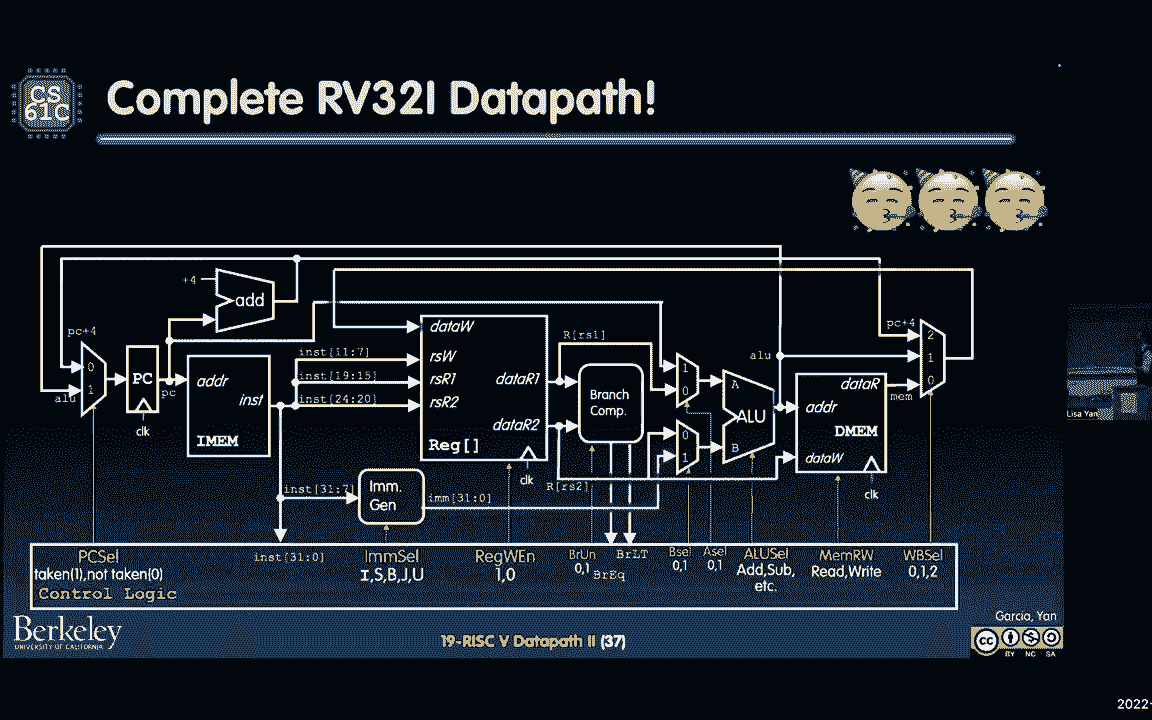 CS
61C
Complete RV32I Datapath!
+4
add
pc+4
0
1
alu
PC
clk
pc
addr
inst
IMEM
inst[11:7]
inst[19:15]
inst[24:20]
inst[31:7]
inst[31:0]
dataW
rsW
rsR1
rsR2
dataR1
dataR2
Reg[]
clk
Imm.
Gen
imm[31:0]
R[rs1]
R[rs2]
Branch
Comp.
1
0
0
1
A
ALU
B
alu
addr
dataR
DMEM
dataW
clk
mem
pc+4
2
1
0
PCSel
taken(1),not taken(0)
Control Logic
ImmSel
I,S,B,J,U
RegWEn
1,0
BrUn
0,1
BrEq
BrLT
Bsel
0,1
Asel
0,1
ALUSel
Add,Sub,
etc.
MemRW
Read,Write
WBSel
0,1,2
Berkeley
UNIVERSITY OF CALIFORNIA
19-RISC V Datapath II (37)
Garcia, Yan
cc
BY NC SA
Lisa Yan
2022-